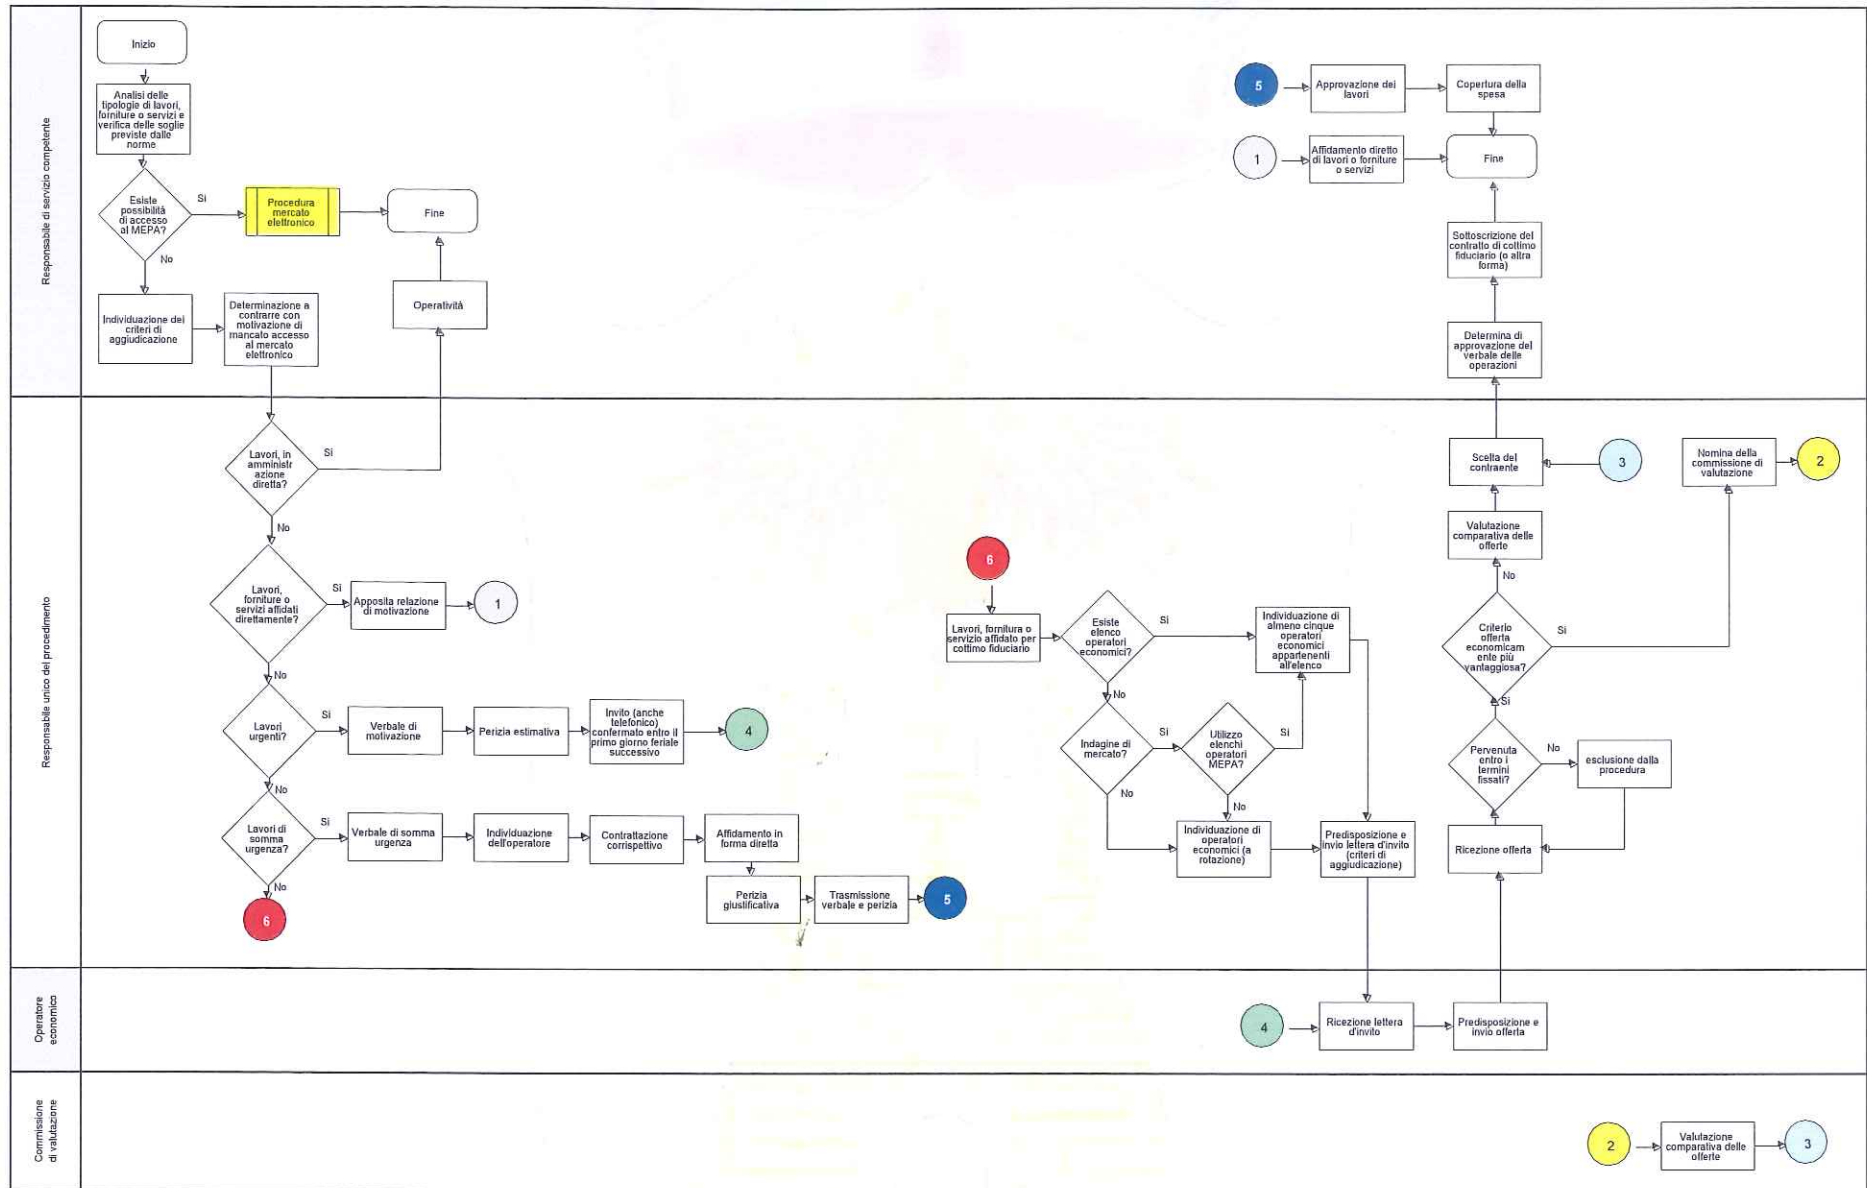 Responsabile di servizio competente
Inizio
Analisi delle
tipologie di lavori,
forniture o servizi e
verifica delle soglie
previste dalle
norme
Esiste
possibilità
di accesso
al MEPA?
Si
Procedura
mercato
elettronico
Fine
No
Individuazione dei
criteri di
aggiudicazione
Determinazione a
contrarre con
motivazione di
mancato accesso
al mercato
elettronico
Operatività
5
Approvazione dei
lavori
Copertura della
spesa
1
Affidamento diretto
di lavori o forniture
o servizi
Fine
Sottoscrizione del
contratto di cottimo
fiduciario (o altra
forma)
Determina di
approvazione del
verbale delle
operazioni
Responsabile unico del procedimento
Lavori, in
amministr
azione
diretta?
Si
No
Lavori,
forniture o
servizi affidati
direttamente?
Si
Apposita relazione
di motivazione
1
No
Lavori
urgenti?
Si
Verbale di
motivazione
Perizia estimativa
Invito (anche
telefonico)
confermato entro il
primo giorno feriale
successivo
4
No
Lavori di
somma
urgenza?
Si
Verbale di somma
urgenza
Individuazione
dell'operatore
Contrattazione
corrispettivo
Affidamento in
forma diretta
Perizia
giustificativa
Trasmissione
verbale e perizia
5
No
6
6
Lavori, fornitura o
servizio affidato per
cottimo fiduciario
Esiste
elenco
operatori
economici?
Si
Individuazione di
almeno cinque
operatori
economici
appartenenti
all'elenco
No
Indagine di
mercato?
Si
Utilizzo
elenchi
operatori
MEPA?
Si
No
No
Individuazione di
operatori
economici (a
rotazione)
Predisposizione e
invio lettera d'invito
(criteri di
aggiudicazione)
Scelta del
contraente
3
Nomina della
commissione di
valutazione
2
Valutazione
comparativa delle
offerte
No
Criterio
offerta
economicam
ente più
vantaggiosa?
Si
Si
Pervenuta
entro i
termini
fissati?
No
esclusione dalla
procedura
Ricezione offerta
Operatore
economico
4
Ricezione lettera
d'invito
Predisposizione e
invio offerta
Commissione
di valutazione
2
Valutazione
comparativa delle
offerte
3